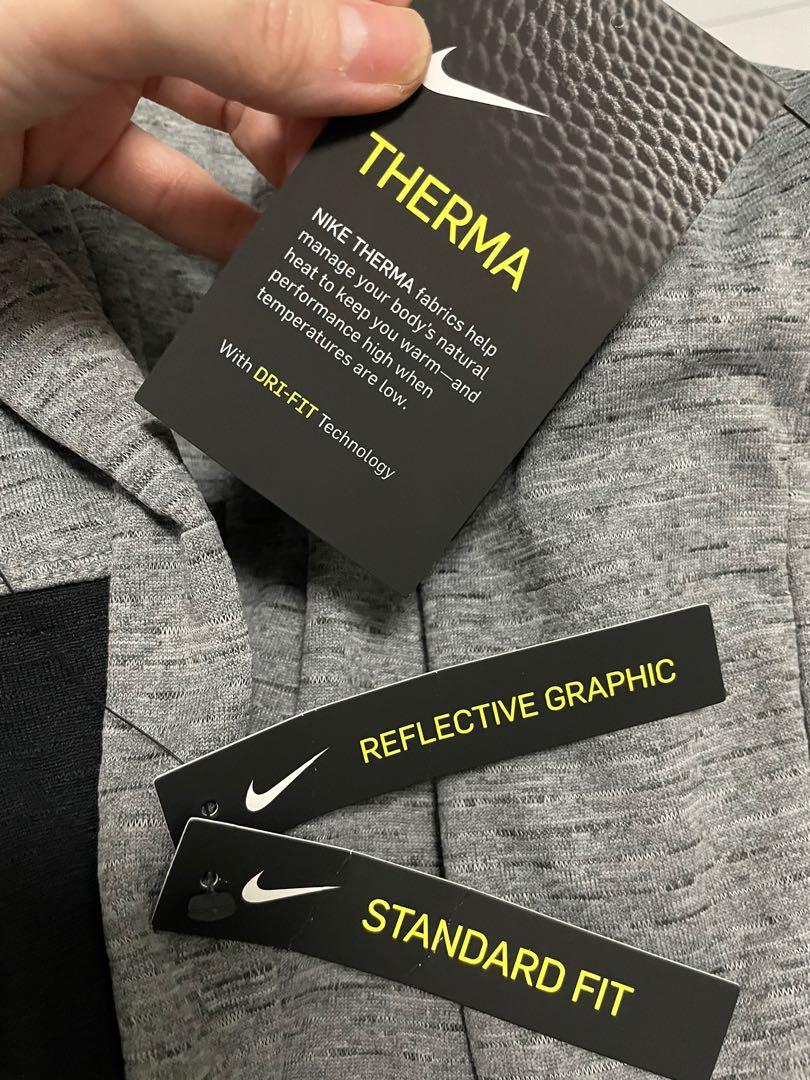 THERMA
NIKE THERMA fabrics help
manage your body's natural
heat to keep you warm—and
performance high when
temperatures are low.
With DRI-FIT Technology
REFLECTIVE GRAPHIC
STANDARD FIT